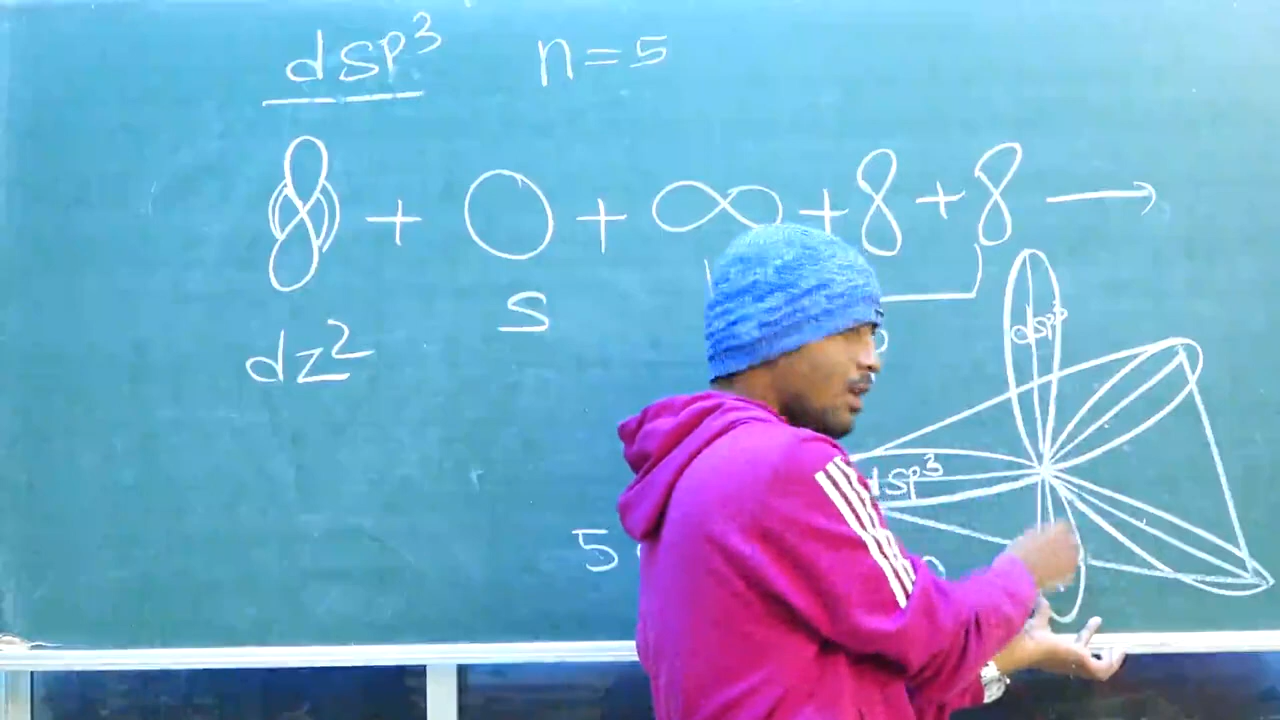 dsp³ n=5
+ + + + →
s
dz²
dsp³
dsp³
5